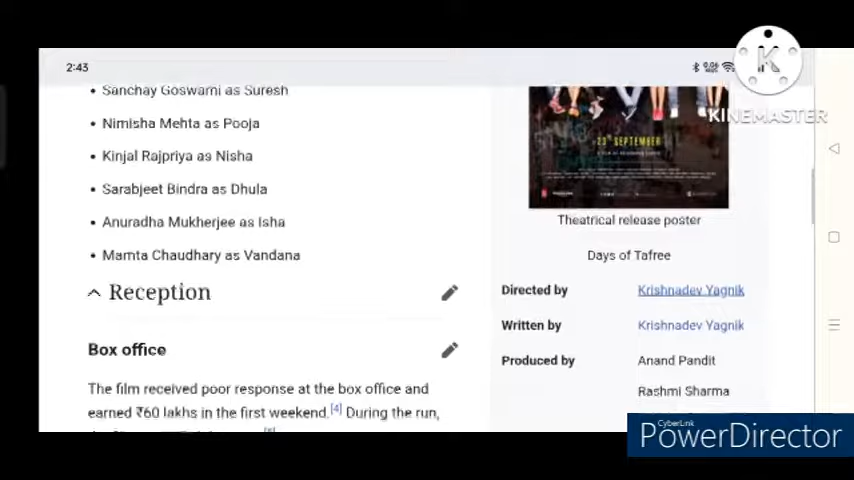 2:43
KINEMASTER
Sanchay Goswami as Suresh
Nimisha Mehta as Pooja
Kinjal Rajpriya as Nisha
Sarabjeet Bindra as Dhula
Anuradha Mukherjee as Isha
Mamta Chaudhary as Vandana
Reception
Box office
The film received poor response at the box office and
earned ₹60 lakhs in the first weekend.[4] During the run,
23rd SEPTEMBER
Theatrical release poster
Days of Tafree
Directed by Krishnadev Yagnik
Written by Krishnadev Yagnik
Produced by Anand Pandit
Rashmi Sharma
CyberLink
PowerDirector